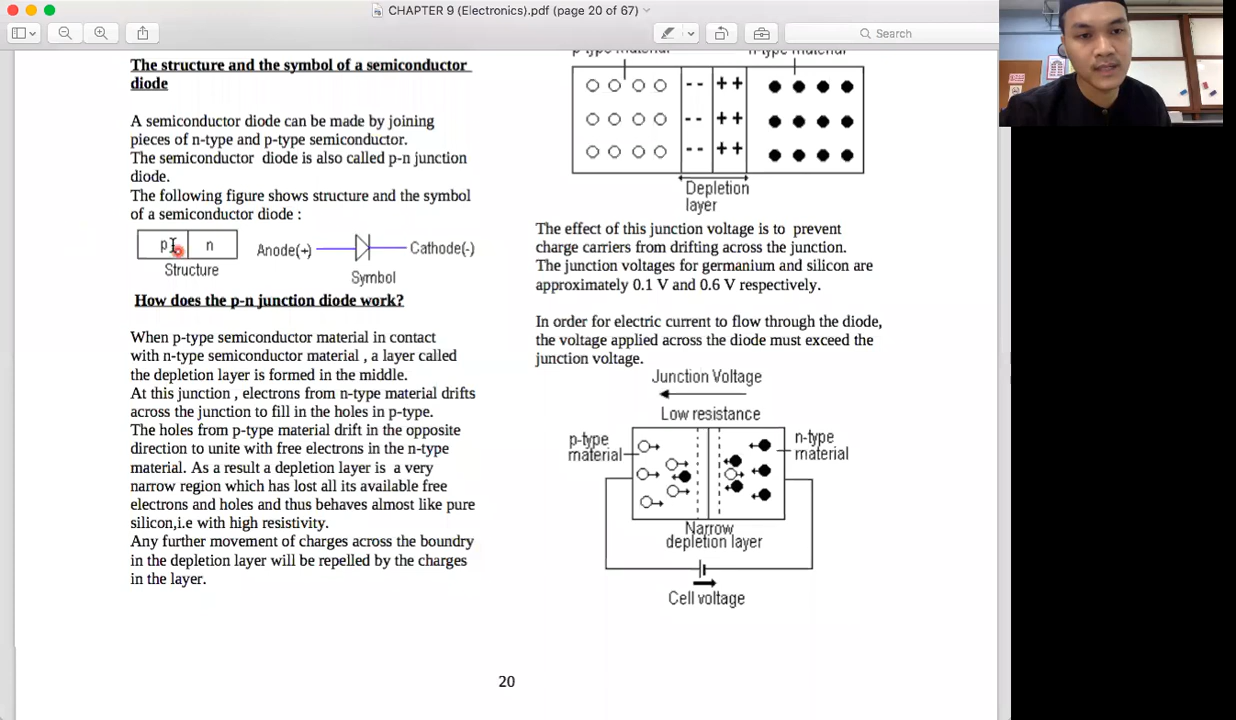 CHAPTER 9 (Electronics).pdf (page 20 of 67)
Search
The structure and the symbol of a semiconductor
diode
A semiconductor diode can be made by joining
pieces of n-type and p-type semiconductor.
The semiconductor  diode is also called p-n junction
diode.
The following figure shows structure and the symbol
of a semiconductor diode :
p n
Structure
Anode(+) Cathode(-)
Symbol
How does the p-n junction diode work?
When p-type semiconductor material in contact
with n-type semiconductor material , a layer called
the depletion layer is formed in the middle.
At this junction , electrons from n-type material drifts
across the junction to fill in the holes in p-type.
The holes from p-type material drift in the opposite
direction to unite with free electrons in the n-type
material. As a result a depletion layer is  a very
narrow region which has lost all its available free
electrons and holes and thus behaves almost like pure
silicon,i.e with high resistivity.
Any further movement of charges across the boundry
in the depletion layer will be repelled by the charges
in the layer.
p-type material n-type material
- - + +
- - + +
- - + +
Depletion
layer
The effect of this junction voltage is to  prevent
charge carriers from drifting across the junction.
The junction voltages for germanium and silicon are
approximately 0.1 V and 0.6 V respectively.
In order for electric current to flow through the diode,
the voltage applied across the diode must exceed the
junction voltage.
Junction Voltage
Low resistance
p-type
material
n-type
material
Narrow
depletion layer
Cell voltage
20